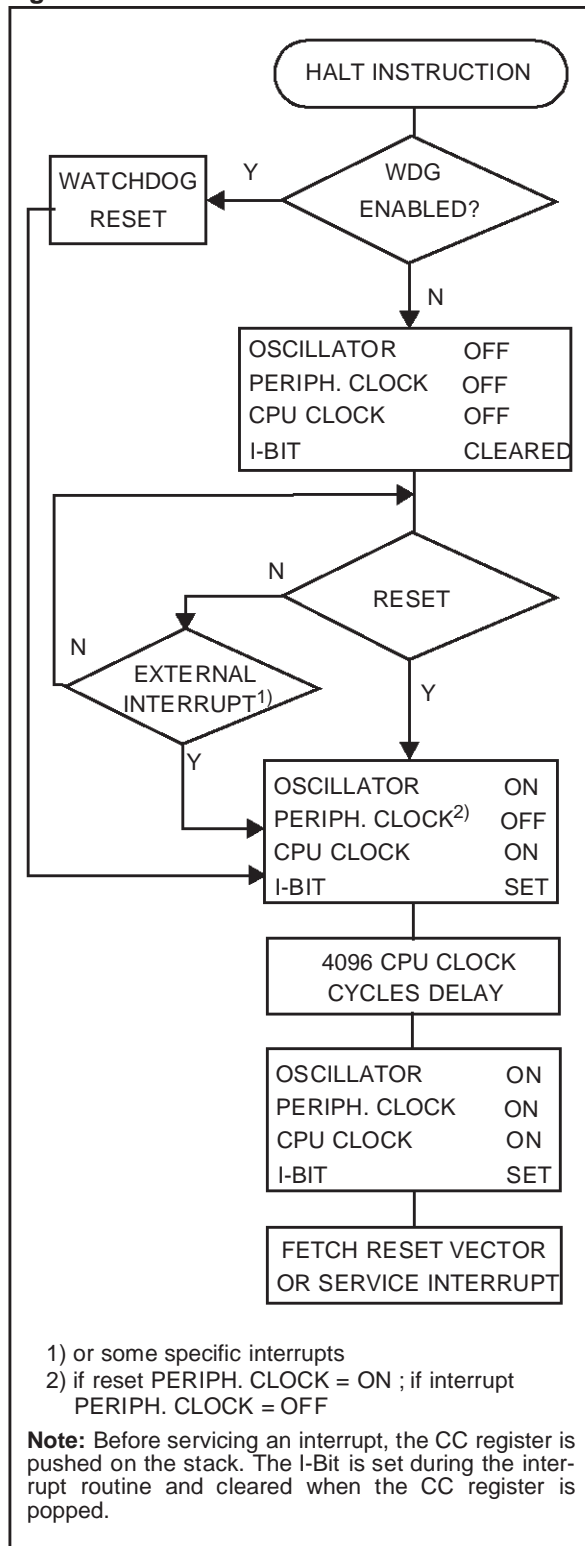 HALT INSTRUCTION
WDG
ENABLED?
Y
WATCHDOG
RESET
N
OSCILLATOR OFF
PERIPH. CLOCK OFF
CPU CLOCK OFF
I-BIT CLEARED
RESET
N
EXTERNAL
INTERRUPT1)
N
Y
Y
OSCILLATOR ON
PERIPH. CLOCK2) OFF
CPU CLOCK ON
I-BIT SET
4096 CPU CLOCK
CYCLES DELAY
OSCILLATOR ON
PERIPH. CLOCK ON
CPU CLOCK ON
I-BIT SET
FETCH RESET VECTOR
OR SERVICE INTERRUPT
1) or some specific interrupts
2) if reset PERIPH. CLOCK = ON ; if interrupt
PERIPH. CLOCK = OFF
Note: Before servicing an interrupt, the CC register is
pushed on the stack. The I-Bit is set during the inter-
rupt routine and cleared when the CC register is
popped.